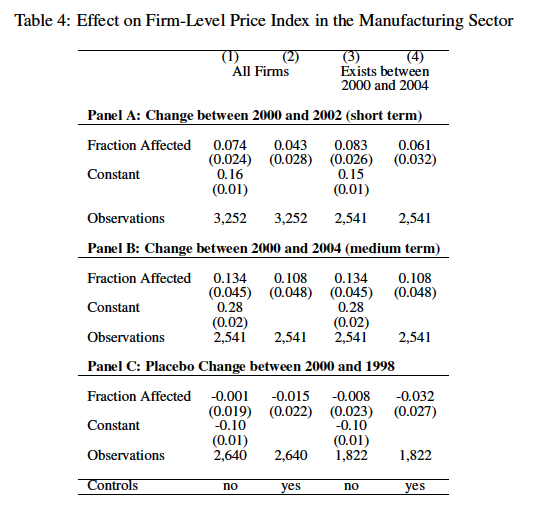 Table 4: Effect on Firm-Level Price Index in the Manufacturing Sector
(1) (2) (3) (4)
All Firms Exists between
2000 and 2004
Panel A: Change between 2000 and 2002 (short term)
Fraction Affected 0.074 0.043 0.083 0.061
(0.024) (0.028) (0.026) (0.032)
Constant 0.16 0.15
(0.01) (0.01)
Observations 3,252 3,252 2,541 2,541
Panel B: Change between 2000 and 2004 (medium term)
Fraction Affected 0.134 0.108 0.134 0.108
(0.045) (0.048) (0.045) (0.048)
Constant 0.28 0.28
(0.02) (0.02)
Observations 2,541 2,541 2,541 2,541
Panel C: Placebo Change between 2000 and 1998
Fraction Affected -0.001 -0.015 -0.008 -0.032
(0.019) (0.022) (0.023) (0.027)
Constant -0.10 -0.10
(0.01) (0.01)
Observations 2,640 2,640 1,822 1,822
Controls no yes no yes